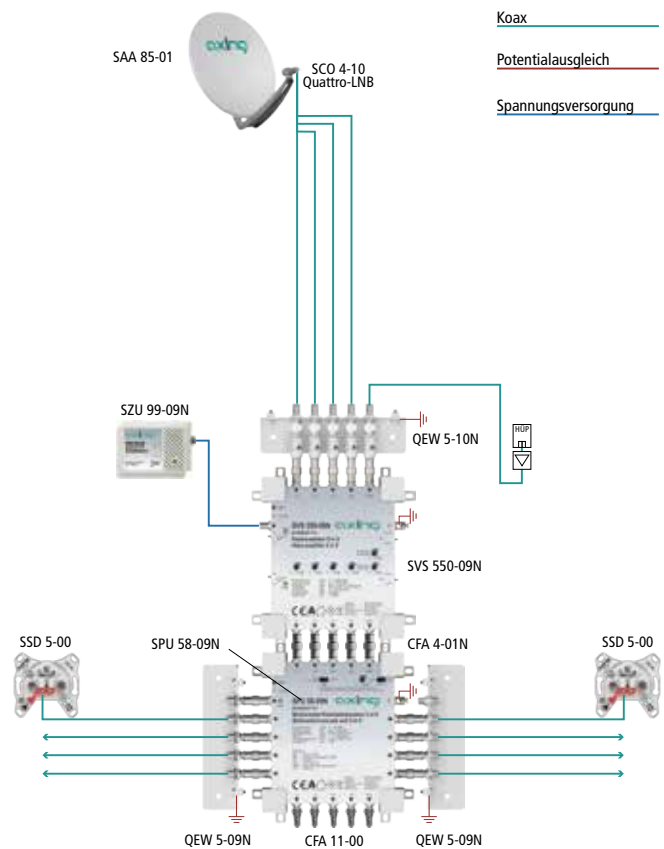 Koax
Potentialausgleich
Spannungsversorgung
axing
SAA 85-01
SCO 4-10
Quattro-LNB
SZU 99-09N
QEW 5-10N
HÜP
axing
SVS 550-09N
SSD 5-00
SPU 58-09N
CFA 4-01N
SSD 5-00
axing
QEW 5-09N
CFA 11-00
QEW 5-09N